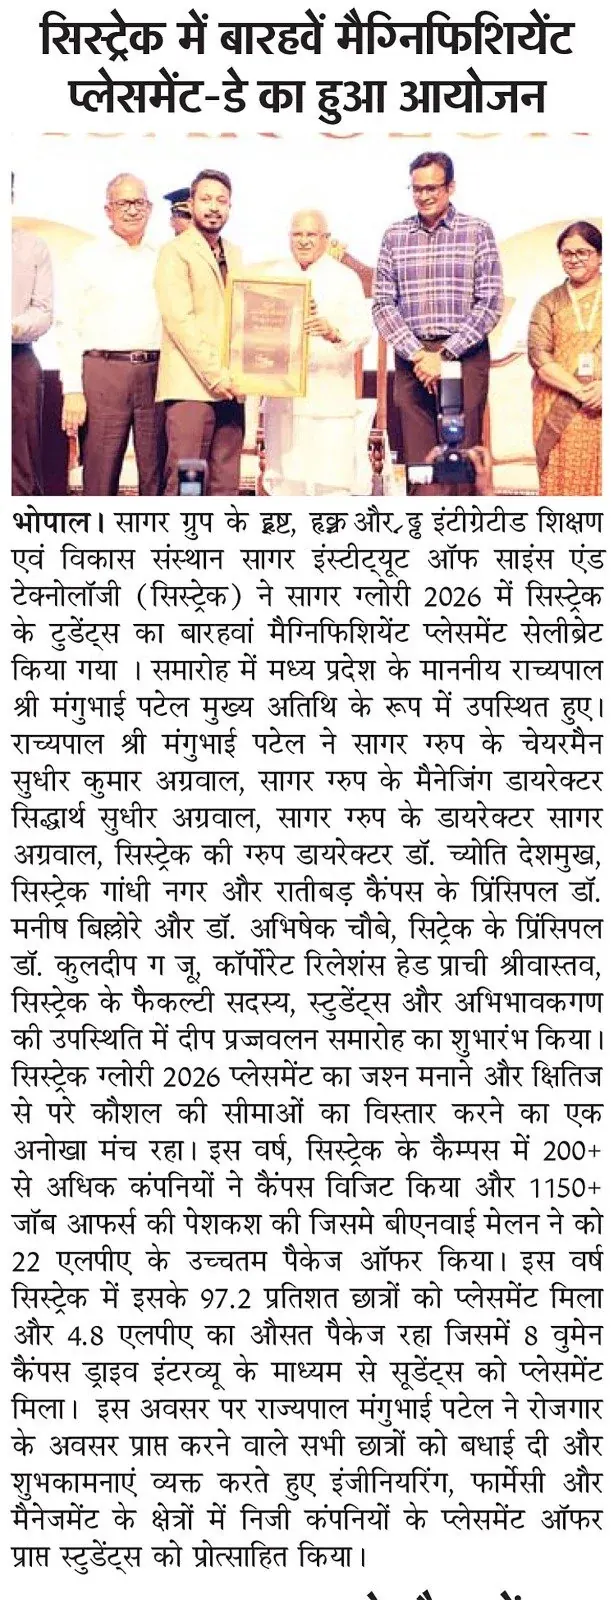 सिस्ट्रेक में बारहवें मैग्निफिशियेंट
प्लेसमेंट-डे का हुआ आयोजन
भोपाल। सागर ग्रुप के और इंटीग्रेटीड शिक्षण
एवं विकास संस्थान सागर इंस्टीट्यूट ऑफ साइंस एंड
टेक्नोलॉजी (सिस्ट्रेक) ने सागर ग्लोरी 2026 में सिस्ट्रेक
के टुडेंट्स का बारहवां मैग्निफिशियेंट प्लेसमेंट सेलीब्रेट
किया गया । समारोह में मध्य प्रदेश के माननीय राच्यपाल
श्री मंगुभाई पटेल मुख्य अतिथि के रूप में उपस्थित हुए।
राच्यपाल श्री मंगुभाई पटेल ने सागर ग्रुप के चेयरमैन
सुधीर कुमार अग्रवाल, सागर ग्रुप के मैनेजिंग डायरेक्टर
सिद्धार्थ सुधीर अग्रवाल, सागर ग्रुप के डायरेक्टर सागर
अग्रवाल, सिस्ट्रेक की ग्रुप डायरेक्टर डॉ. च्योति देशमुख,
सिस्ट्रेक गांधी नगर और रातीबड़ कैंपस के प्रिंसिपल डॉ.
मनीष बिल्लोरे और डॉ. अभिषेक चौबे, सिट्रेक के प्रिंसिपल
डॉ. कुलदीप ग जू, कॉर्पोरेट रिलेशंस हेड प्राची श्रीवास्तव,
सिस्ट्रेक के फैकल्टी सदस्य, स्टुडेंट्स और अभिभावकगण
की उपस्थिति में दीप प्रज्जवलन समारोह का शुभारंभ किया।
सिस्ट्रेक ग्लोरी 2026 प्लेसमेंट का जश्न मनाने और क्षितिज
से परे कौशल की सीमाओं का विस्तार करने का एक
अनोखा मंच रहा। इस वर्ष, सिस्ट्रेक के कैम्पस में 200+
से अधिक कंपनियों ने कैंपस विजिट किया और 1150+
जॉब आफर्स की पेशकश की जिसमे बीएनवाई मेलन ने को
22 एलपीए के उच्चतम पैकेज ऑफर किया। इस वर्ष
सिस्ट्रेक में इसके 97.2 प्रतिशत छात्रों को प्लेसमेंट मिला
और 4.8 एलपीए का औसत पैकेज रहा जिसमें 8 वुमेन
कैंपस ड्राइव इंटरव्यू के माध्यम से सूडेंट्स को प्लेसमेंट
मिला। इस अवसर पर राज्यपाल मंगुभाई पटेल ने रोजगार
के अवसर प्राप्त करने वाले सभी छात्रों को बधाई दी और
शुभकामनाएं व्यक्त करते हुए इंजीनियरिंग, फार्मेसी और
मैनेजमेंट के क्षेत्रों में निजी कंपनियों के प्लेसमेंट ऑफर
प्राप्त स्टुडेंट्स को प्रोत्साहित किया।